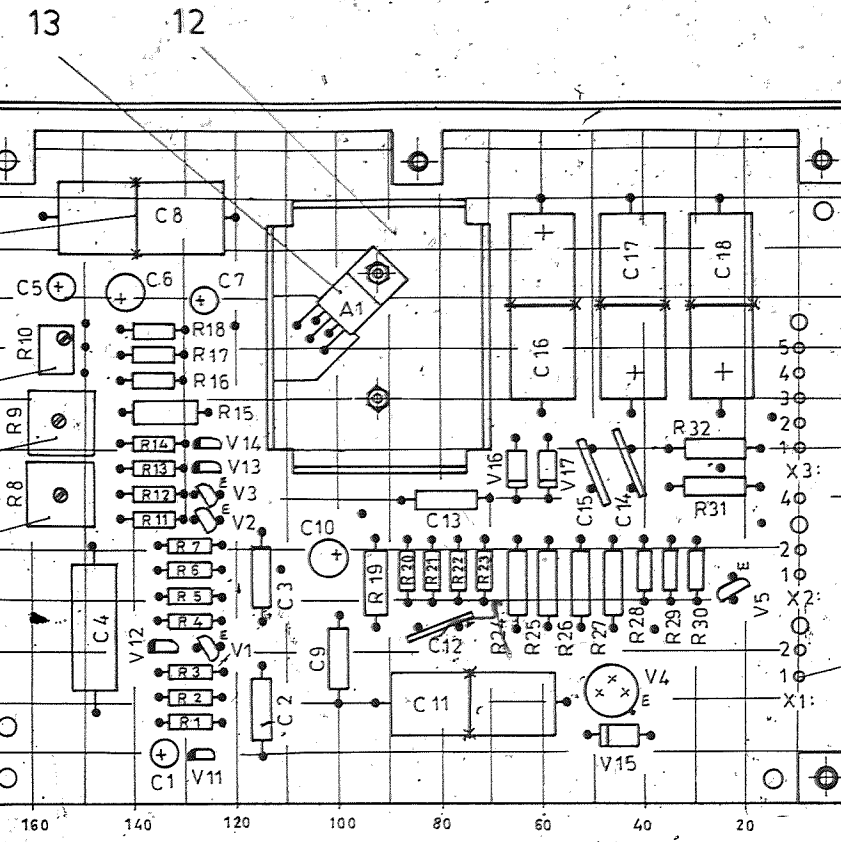 13
12
C8
C5
C6
C7
A1
C17
C18
C16
R10
R18
R17
R16
R15
R9
R14
V14
R13
V13
R8
R12
E
V3
R11
E
V2
V16
V17
C15
C14
R32
R31
5
4
3
2
1
X3:
4
2
1
X2:
2
1
X1:
C13
C10
R7
R6
R5
R4
C3
R19
R20
R21
R22
R23
R24
R25
R26
R27
R28
R29
R30
E
V5
C4
V12
E
V1
C9
C12
R3
R2
R1
C2
C11
V4
E
V15
C1
V11
160
140
120
100
80
60
40
20